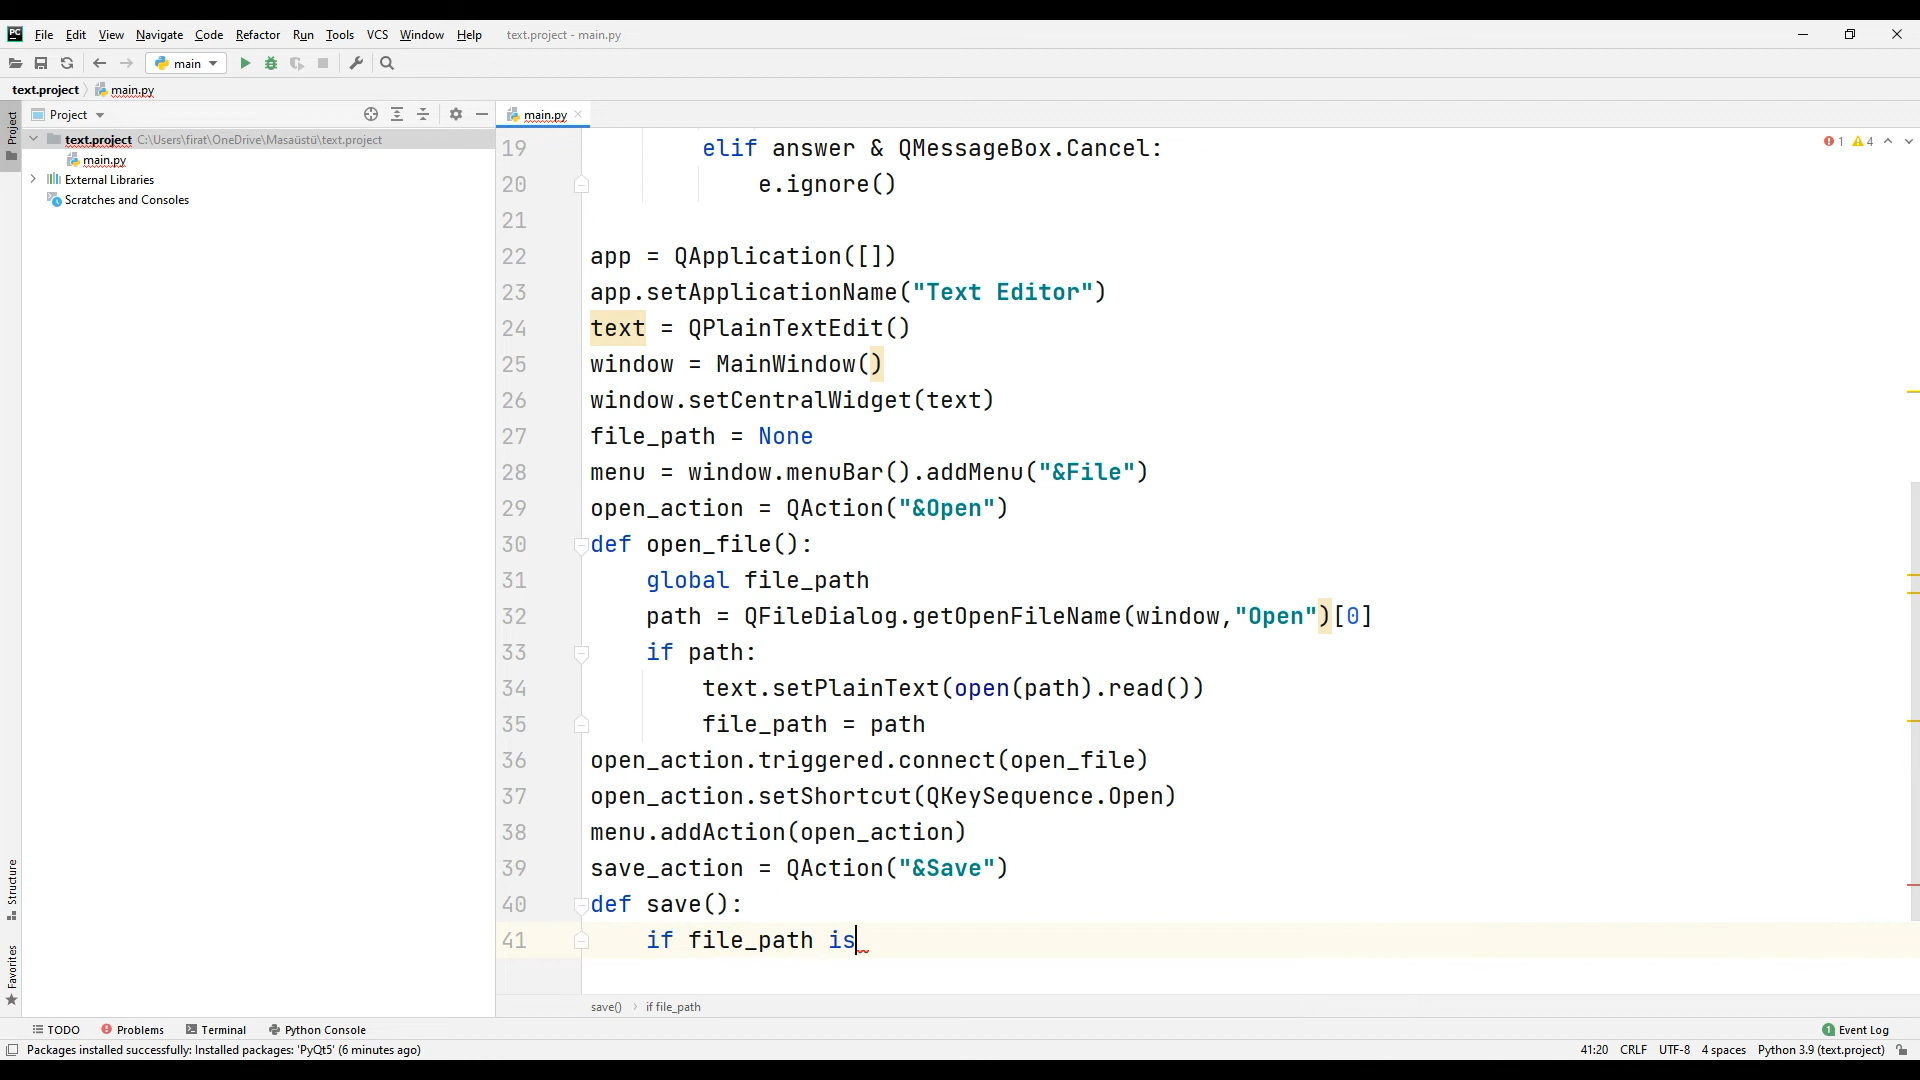 PC File Edit View Navigate Code Refactor Run Tools VCS Window Help text.project - main.py
main
text.project main.py
Project
Project
main.py
text.project C:\Users\firat\OneDrive\Masaüstü\text.project
main.py
External Libraries
Scratches and Consoles
1 4
19 elif answer & QMessageBox.Cancel:
20 e.ignore()
21
22 app = QApplication([])
23 app.setApplicationName("Text Editor")
24 text = QPlainTextEdit()
25 window = MainWindow()
26 window.setCentralWidget(text)
27 file_path = None
28 menu = window.menuBar().addMenu("&File")
29 open_action = QAction("&Open")
30 def open_file():
31 global file_path
32 path = QFileDialog.getOpenFileName(window,"Open")[0]
33 if path:
34 text.setPlainText(open(path).read())
35 file_path = path
36 open_action.triggered.connect(open_file)
37 open_action.setShortcut(QKeySequence.Open)
38 menu.addAction(open_action)
39 save_action = QAction("&Save")
40 def save():
41 if file_path is
Structure
Favorites
save() if file_path
TODO Problems Terminal Python Console 1 Event Log
Packages installed successfully: Installed packages: 'PyQt5' (6 minutes ago) 41:20 CRLF UTF-8 4 spaces Python 3.9 (text.project)